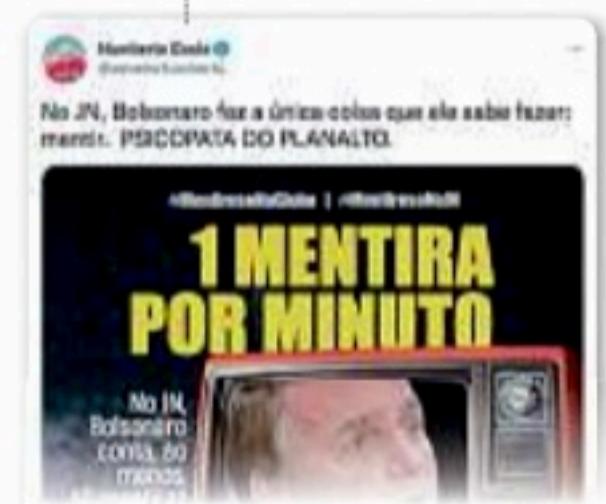 Humberto Costa
No JN, Bolsonaro faz a única coisa que ele sabe fazer:
mentir. PSICOPATA DO PLANALTO.
1 MENTIRA
POR MINUTO
No JN,
Bolsonaro
conta, ao
menos,